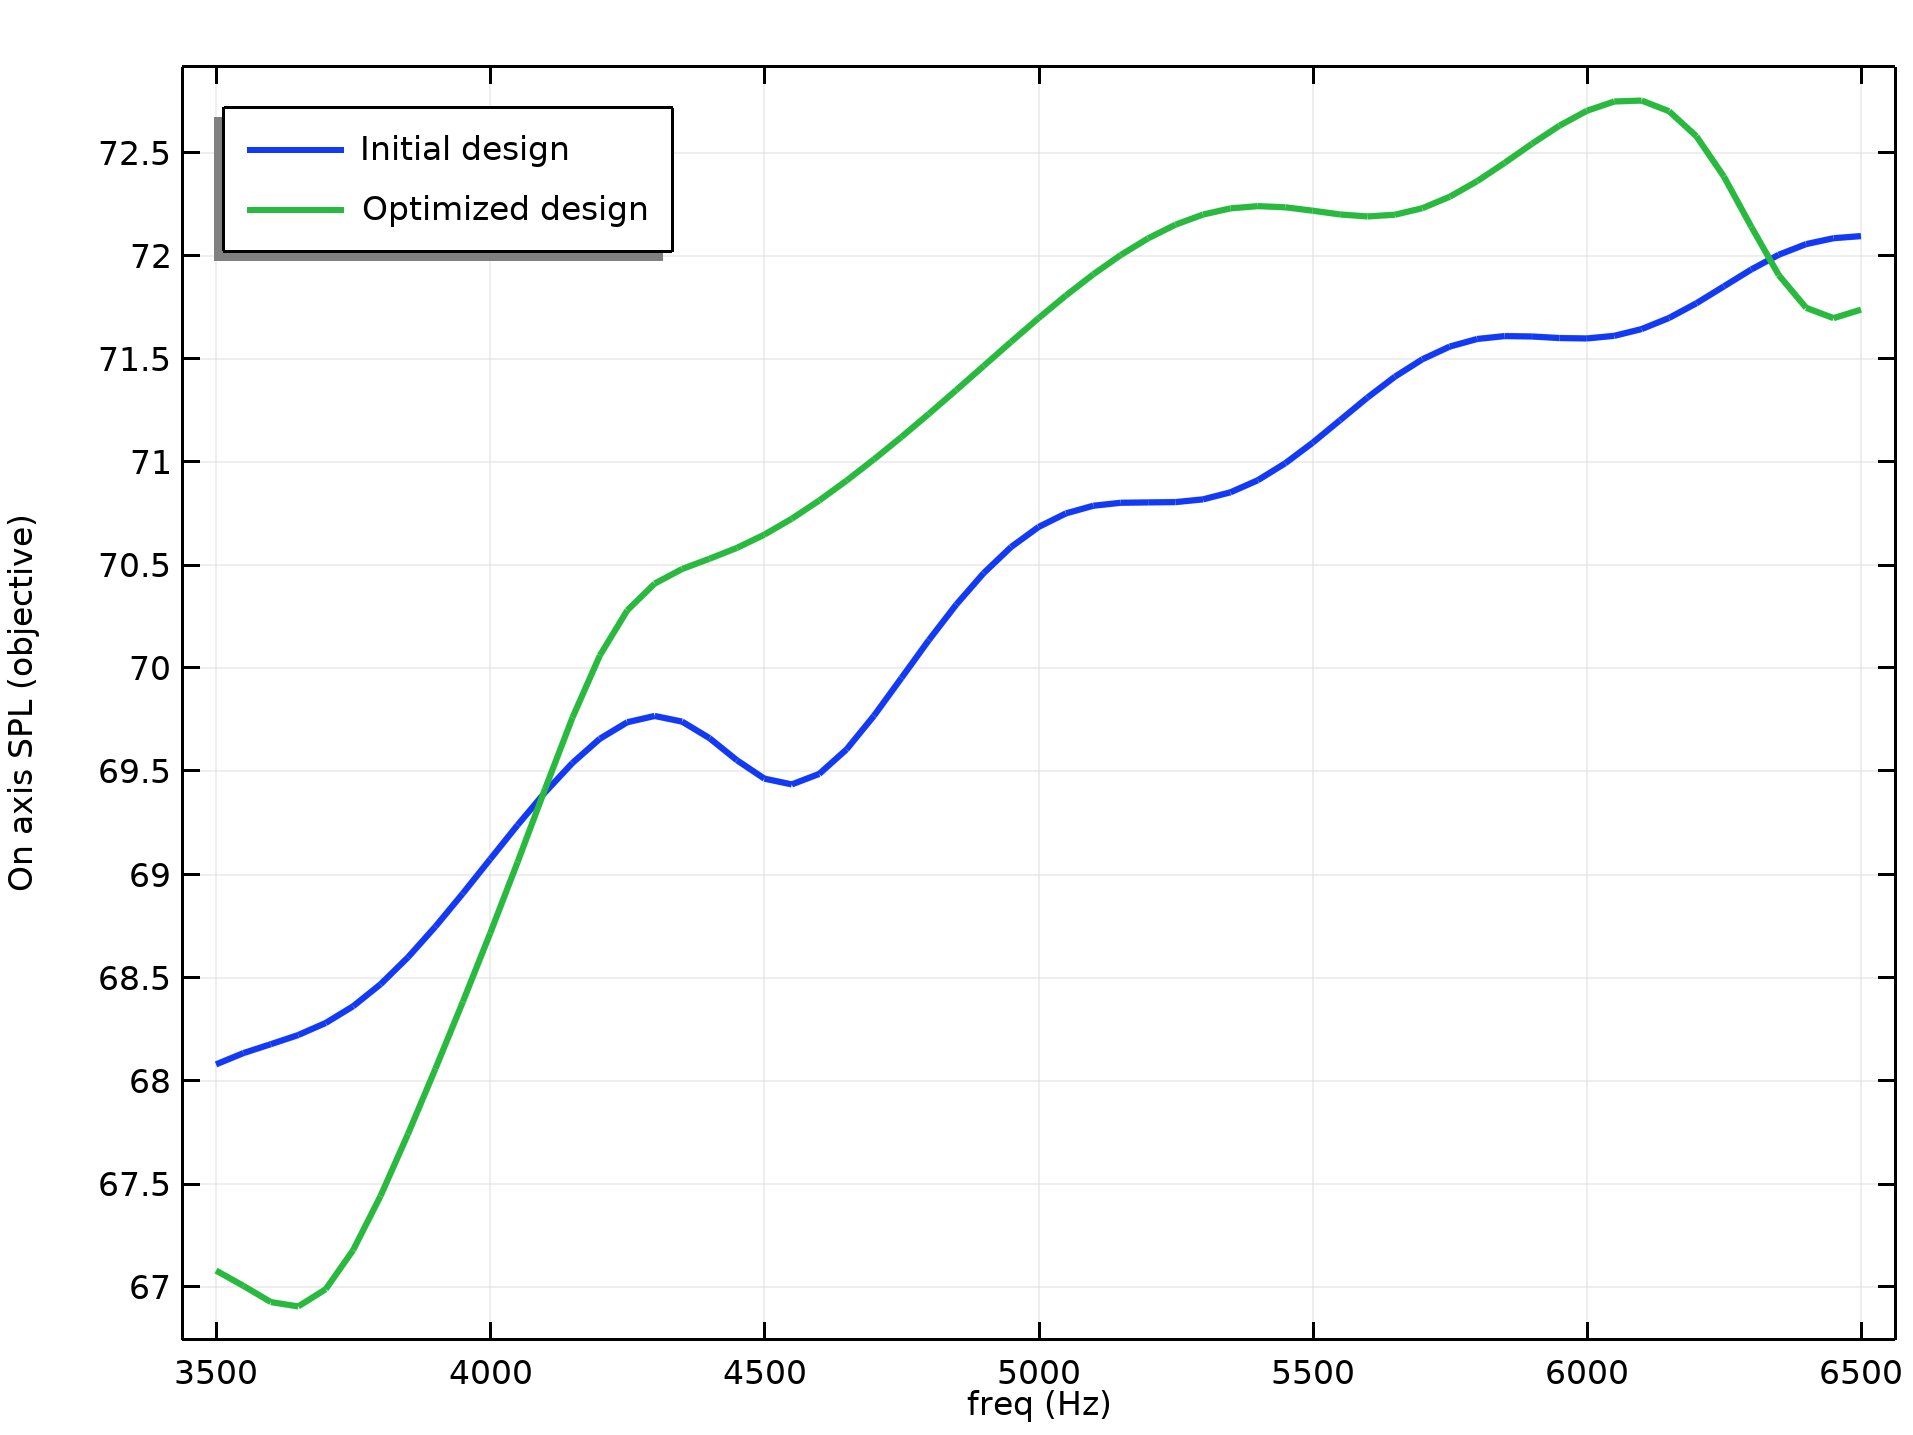 Initial design
Optimized design
72.5
72
71.5
71
70.5
70
69.5
69
68.5
68
67.5
67
On axis SPL (objective)
3500 4000 4500 5000 5500 6000 6500
freq (Hz)